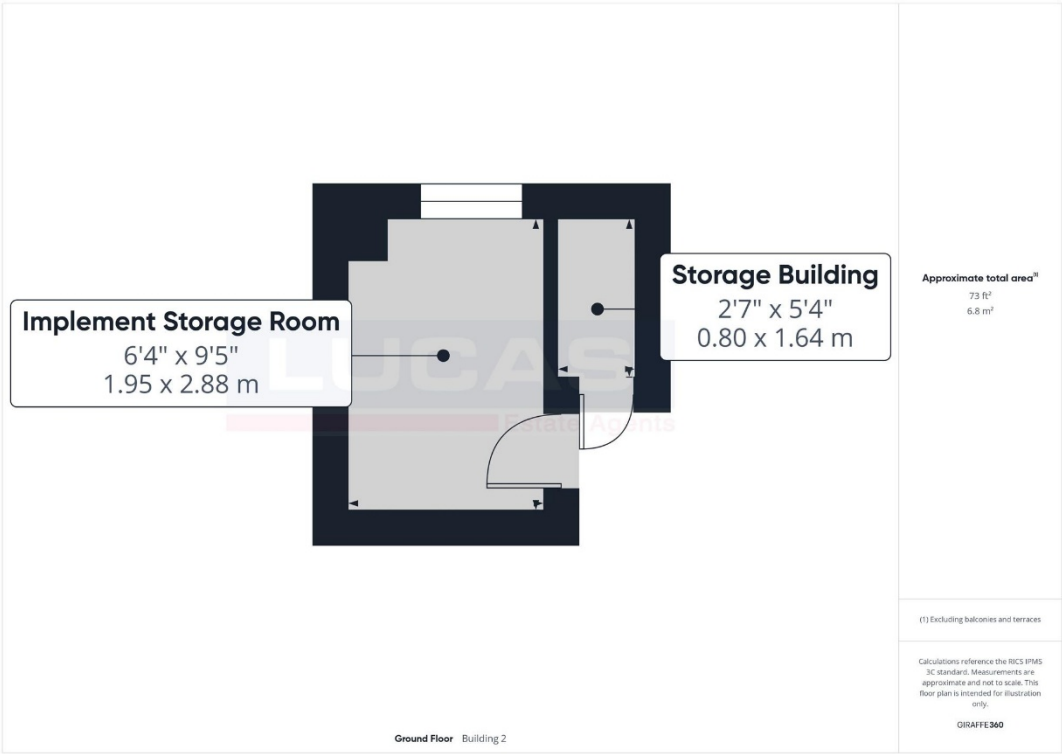 Implement Storage Room
6'4" x 9'5"
1.95 x 2.88 m
Storage Building
2'7" x 5'4"
0.80 x 1.64 m
LUCAS
Estate Agents
Approximate total area⁽¹⁾
73 ft²
6.8 m²
(1) Excluding balconies and terraces
Calculations reference the RICS IPMS
3C standard. Measurements are
approximate and not to scale. This
floor plan is intended for illustration
only.
GIRAFFE360
Ground Floor Building 2